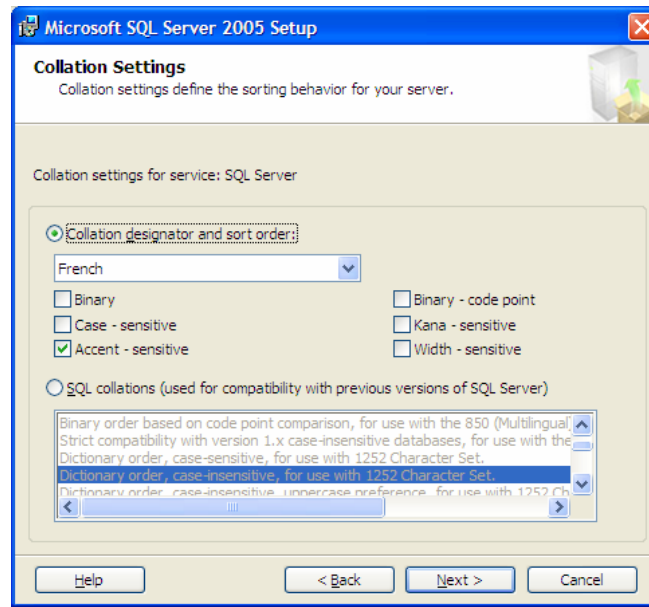 Microsoft SQL Server 2005 Setup
Collation Settings
Collation settings define the sorting behavior for your server.
Collation settings for service: SQL Server
Collation designator and sort order:
French
Binary
Binary - code point
Case - sensitive
Kana - sensitive
Accent - sensitive
Width - sensitive
SQL collations (used for compatibility with previous versions of SQL Server)
Binary order based on code point comparison, for use with the 850 (Multilingual)
Strict compatibility with version 1.x case-insensitive databases, for use with the
Dictionary order, case-sensitive, for use with 1252 Character Set.
Dictionary order, case-insensitive, for use with 1252 Character Set.
Dictionary order, case-insensitive, uppercase preference, for use with 1252 Ch
Help
< Back
Next >
Cancel